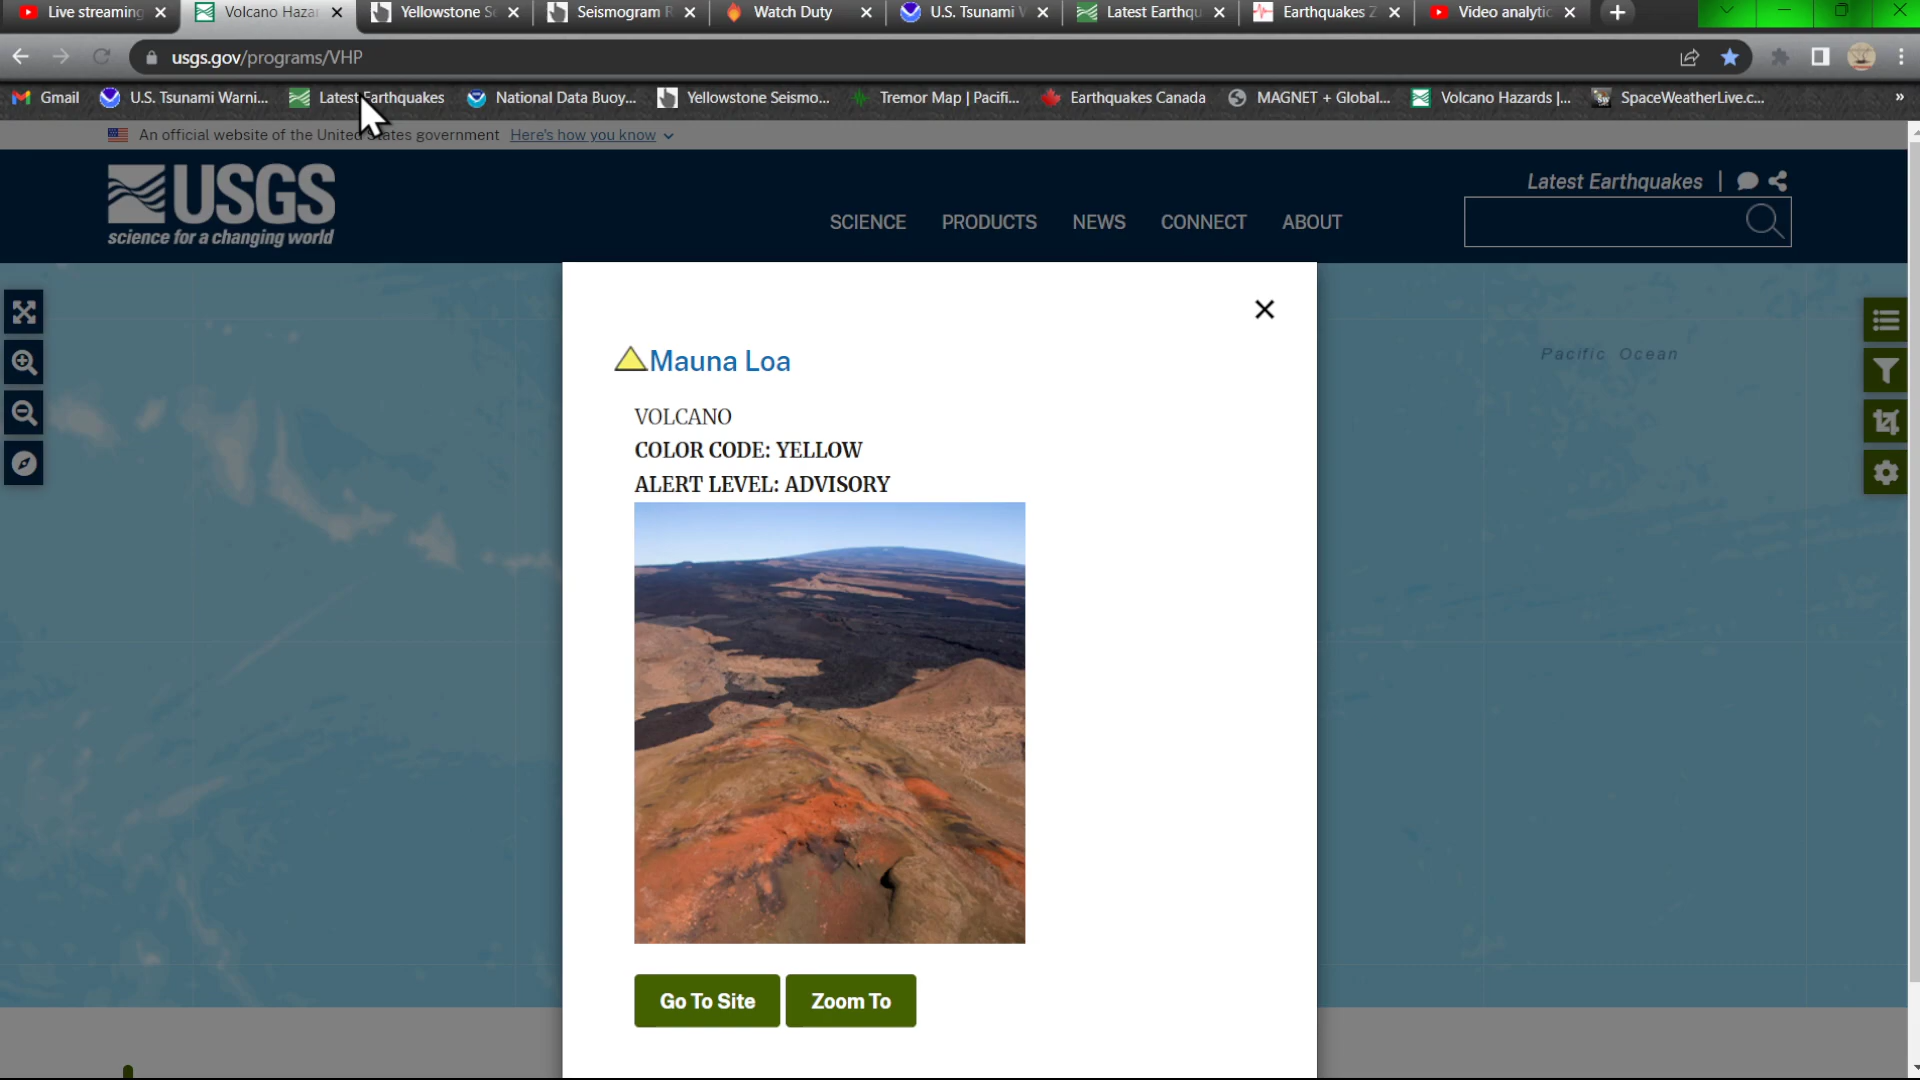 Live streaming
Volcano Hazar
Yellowstone S
Seismogram R
Watch Duty
U.S. Tsunami
Latest Earthqu
Earthquakes Z
Video analytic
usgs.gov/programs/VHP
Gmail
U.S. Tsunami Warni...
Latest Earthquakes
National Data Buoy...
Yellowstone Seismo...
Tremor Map | Pacifi...
Earthquakes Canada
MAGNET + Global...
Volcano Hazards |...
SpaceWeatherLive.c...
»
An official website of the United States government Here's how you know
USGS
science for a changing world
Latest Earthquakes |
SCIENCE PRODUCTS NEWS CONNECT ABOUT
Pacific Ocean
Mauna Loa
VOLCANO
COLOR CODE: YELLOW
ALERT LEVEL: ADVISORY
Go To Site
Zoom To